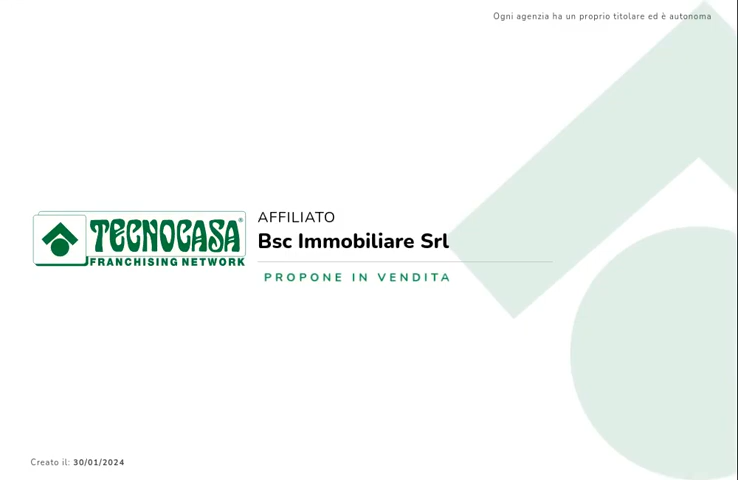 Ogni agenzia ha un proprio titolare ed è autonoma
TECNOCASA®
FRANCHISING NETWORK
AFFILIATO
Bsc Immobiliare Srl
PROPONE IN VENDITA
Creato il: 30/01/2024